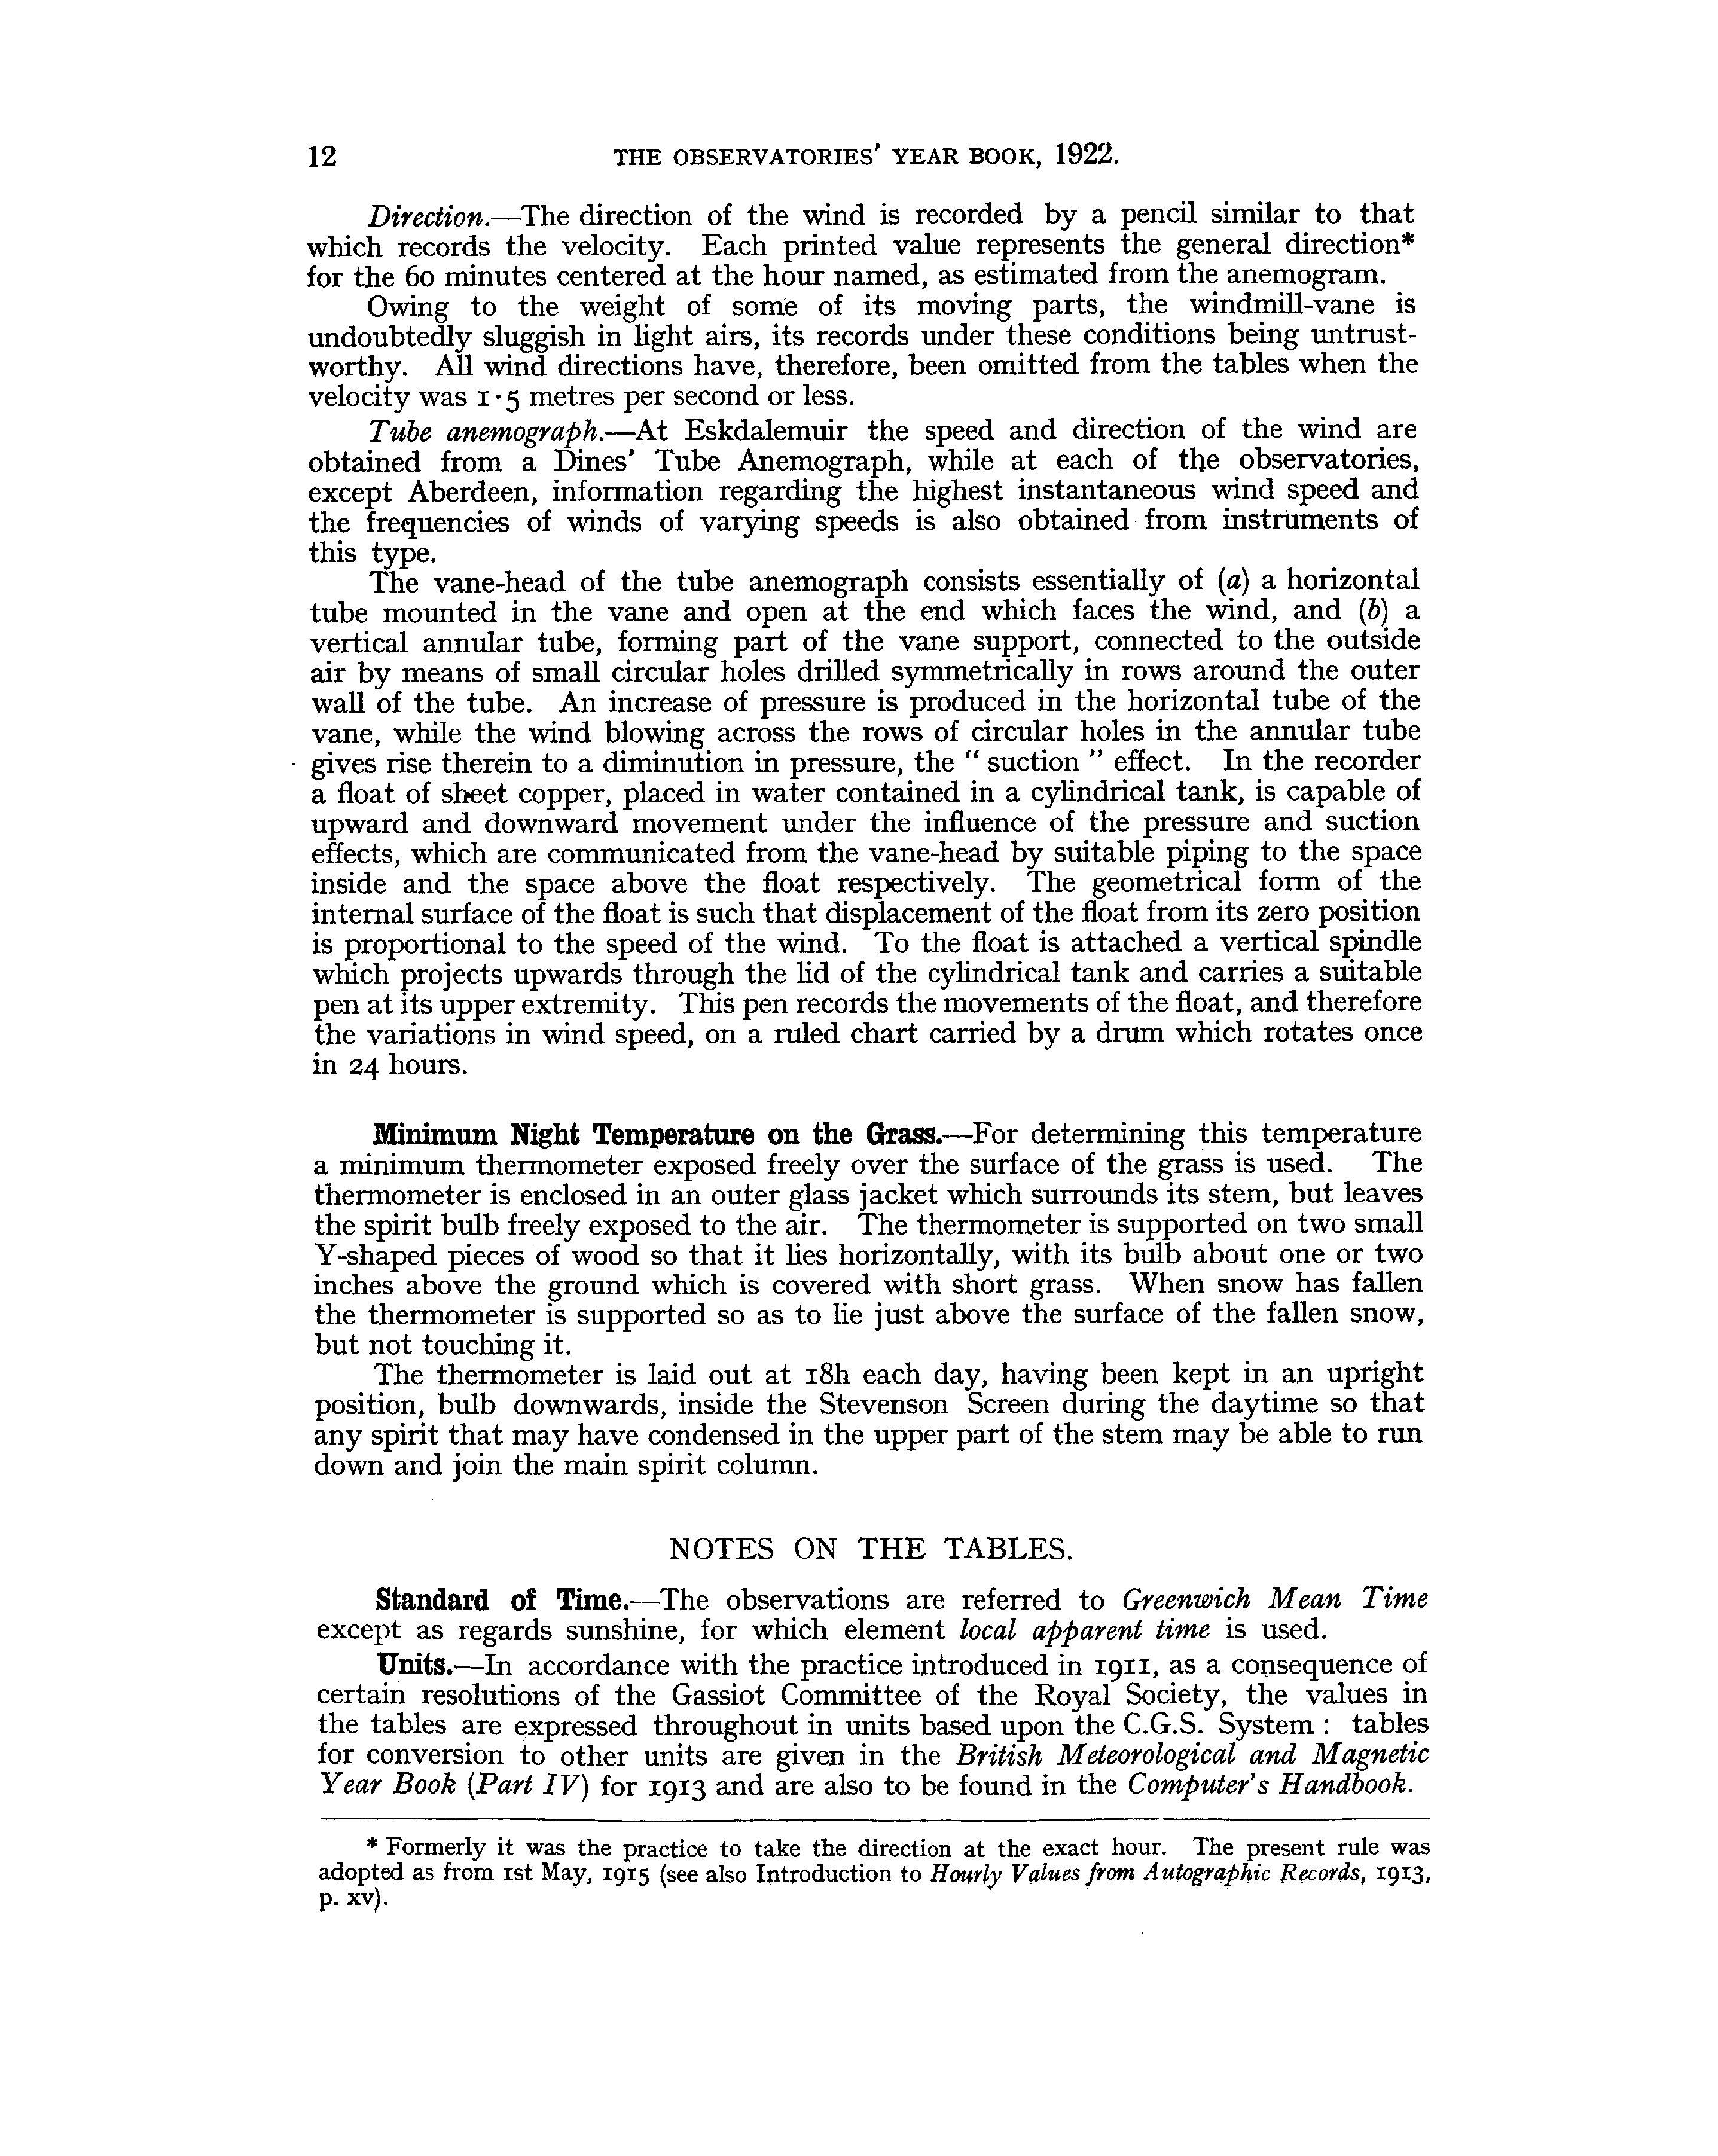 12 THE OBSERVATORIES' YEAR BOOK, 1922.
Direction.—The direction of the wind is recorded by a pencil similar to that
which records the velocity. Each printed value represents the general direction*
for the 60 minutes centered at the hour named, as estimated from the anemogram.
Owing to the weight of some of its moving parts, the windmill-vane is
undoubtedly sluggish in light airs, its records under these conditions being untrust-
worthy. All wind directions have, therefore, been omitted from the tables when the
velocity was 1·5 metres per second or less.
Tube anemograph.—At Eskdalemuir the speed and direction of the wind are
obtained from a Dines' Tube Anemograph, while at each of the observatories,
except Aberdeen, information regarding the highest instantaneous wind speed and
the frequencies of winds of varying speeds is also obtained from instruments of
this type.
The vane-head of the tube anemograph consists essentially of (a) a horizontal
tube mounted in the vane and open at the end which faces the wind, and (b) a
vertical annular tube, forming part of the vane support, connected to the outside
air by means of small circular holes drilled symmetrically in rows around the outer
wall of the tube. An increase of pressure is produced in the horizontal tube of the
vane, while the wind blowing across the rows of circular holes in the annular tube
gives rise therein to a diminution in pressure, the " suction " effect. In the recorder
a float of sheet copper, placed in water contained in a cylindrical tank, is capable of
upward and downward movement under the influence of the pressure and suction
effects, which are communicated from the vane-head by suitable piping to the space
inside and the space above the float respectively. The geometrical form of the
internal surface of the float is such that displacement of the float from its zero position
is proportional to the speed of the wind. To the float is attached a vertical spindle
which projects upwards through the lid of the cylindrical tank and carries a suitable
pen at its upper extremity. This pen records the movements of the float, and therefore
the variations in wind speed, on a ruled chart carried by a drum which rotates once
in 24 hours.
Minimum Night Temperature on the Grass.—For determining this temperature
a minimum thermometer exposed freely over the surface of the grass is used. The
thermometer is enclosed in an outer glass jacket which surrounds its stem, but leaves
the spirit bulb freely exposed to the air. The thermometer is supported on two small
Y-shaped pieces of wood so that it lies horizontally, with its bulb about one or two
inches above the ground which is covered with short grass. When snow has fallen
the thermometer is supported so as to lie just above the surface of the fallen snow,
but not touching it.
The thermometer is laid out at 18h each day, having been kept in an upright
position, bulb downwards, inside the Stevenson Screen during the daytime so that
any spirit that may have condensed in the upper part of the stem may be able to run
down and join the main spirit column.
NOTES ON THE TABLES.
Standard of Time.—The observations are referred to Greenwich Mean Time
except as regards sunshine, for which element local apparent time is used.
Units.—In accordance with the practice introduced in 1911, as a consequence of
certain resolutions of the Gassiot Committee of the Royal Society, the values in
the tables are expressed throughout in units based upon the C.G.S. System : tables
for conversion to other units are given in the British Meteorological and Magnetic
Year Book (Part IV) for 1913 and are also to be found in the Computer's Handbook.
* Formerly it was the practice to take the direction at the exact hour. The present rule was
adopted as from 1st May, 1915 (see also Introduction to Hourly Values from Autographic Records, 1913,
p. xv).